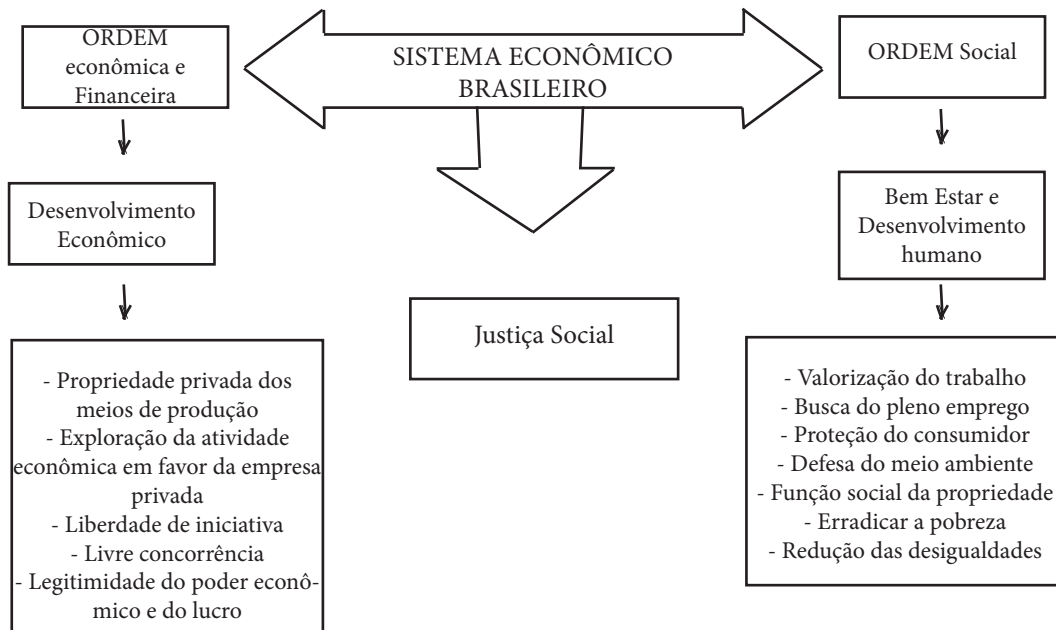 ORDEM
econômica e
Financeira
SISTEMA ECONÔMICO
BRASILEIRO
ORDEM Social
Desenvolvimento
Econômico
Bem Estar e
Desenvolvimento
humano
Justiça Social
- Propriedade privada dos
meios de produção
- Exploração da atividade
econômica em favor da empresa
privada
- Liberdade de iniciativa
- Livre concorrência
- Legitimidade do poder econô-
mico e do lucro
- Valorização do trabalho
- Busca do pleno emprego
- Proteção do consumidor
- Defesa do meio ambiente
- Função social da propriedade
- Erradicar a pobreza
- Redução das desigualdades